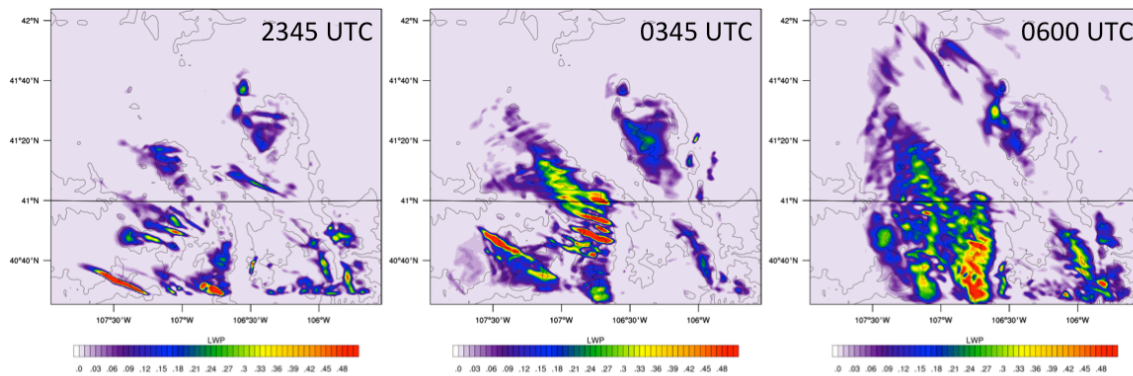 2345 UTC
0345 UTC
0600 UTC
42°N
41°40'N
41°20'N
41°N
40°40'N
107°30'W 107°W 106°30'W 106°W
LWP
.0 .03 .06 .09 .12 .15 .18 .21 .24 .27 .3 .33 .36 .39 .42 .45 .48
42°N
41°40'N
41°20'N
41°N
40°40'N
107°30'W 107°W 106°30'W 106°W
LWP
.0 .03 .06 .09 .12 .15 .18 .21 .24 .27 .3 .33 .36 .39 .42 .45 .48
42°N
41°40'N
41°20'N
41°N
40°40'N
107°30'W 107°W 106°30'W 106°W
LWP
.0 .03 .06 .09 .12 .15 .18 .21 .24 .27 .3 .33 .36 .39 .42 .45 .48